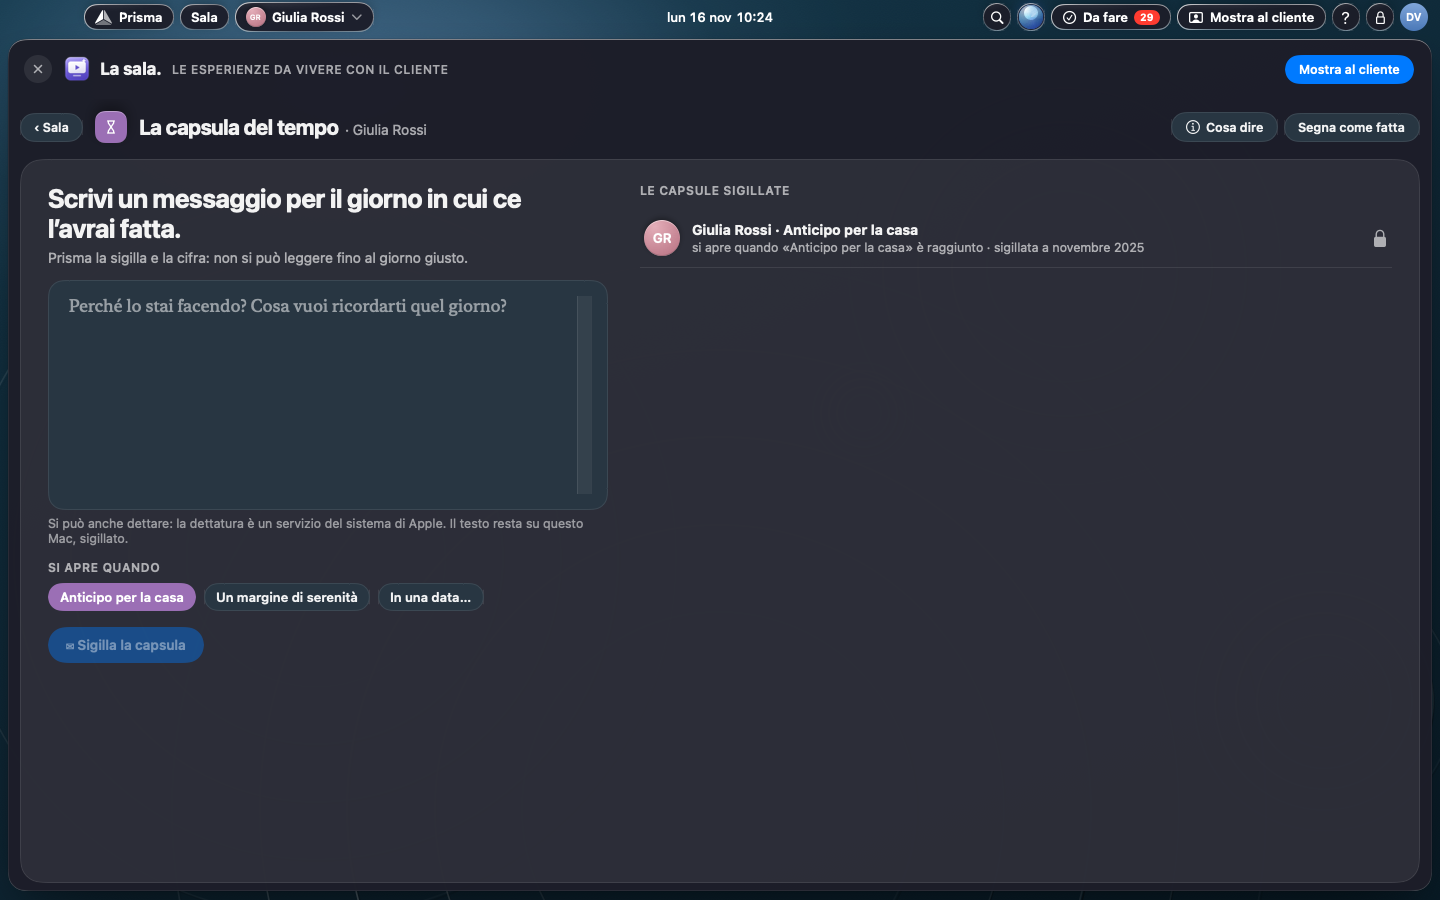 Prisma
Sala
GR Giulia Rossi
lun 16 nov 10:24
Da fare 29
Mostra al cliente
?
DV
La sala. LE ESPERIENZE DA VIVERE CON IL CLIENTE
Mostra al cliente
‹ Sala
La capsula del tempo · Giulia Rossi
Cosa dire
Segna come fatta
Scrivi un messaggio per il giorno in cui ce
l’avrai fatta.
Prisma la sigilla e la cifra: non si può leggere fino al giorno giusto.
Perché lo stai facendo? Cosa vuoi ricordarti quel giorno?
Si può anche dettare: la dettatura è un servizio del sistema di Apple. Il testo resta su questo
Mac, sigillato.
SI APRE QUANDO
Anticipo per la casa
Un margine di serenità
In una data...
Sigilla la capsula
LE CAPSULE SIGILLATE
GR
Giulia Rossi · Anticipo per la casa
si apre quando «Anticipo per la casa» è raggiunto · sigillata a novembre 2025